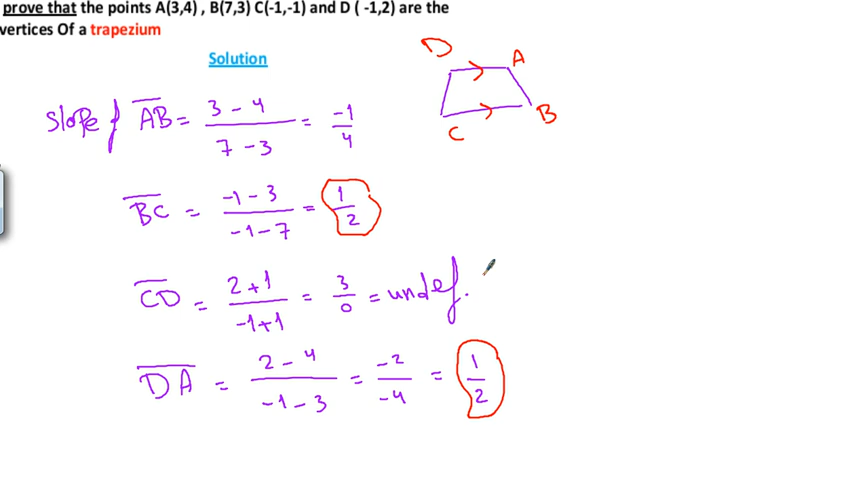 prove that the points A(3,4) , B(7,3) C(-1,-1) and D ( -1,2) are the
vertices Of a trapezium
Solution
D A
C B
Slope of AB = 3 - 4 / 7 - 3 = -1 / 4
BC = -1 - 3 / -1 - 7 = 1 / 2
CD = 2 + 1 / -1 + 1 = 3 / 0 = undef.
DA = 2 - 4 / -1 - 3 = -2 / -4 = 1 / 2